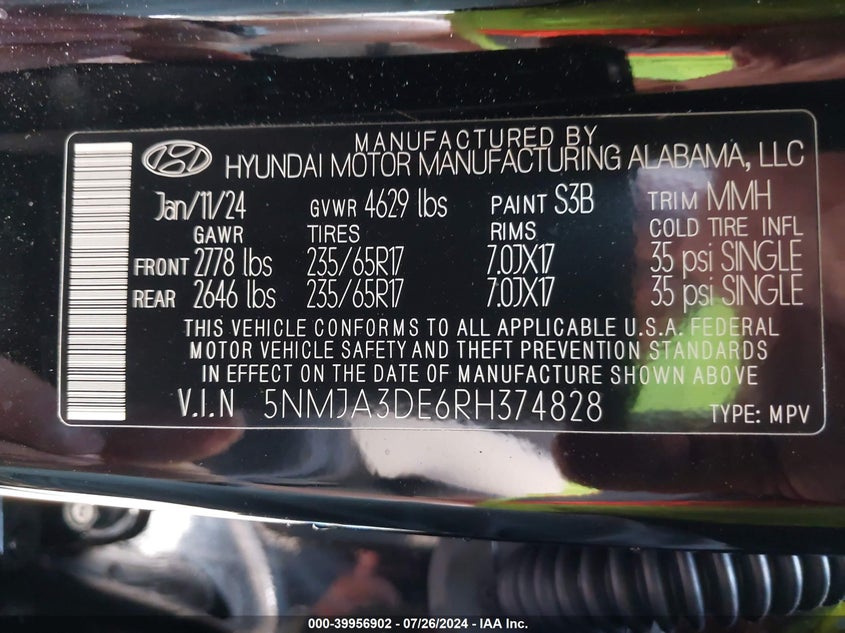 MANUFACTURED BY
HYUNDAI MOTOR MANUFACTURING ALABAMA, LLC
Jan/11/24 GVWR 4629 lbs PAINT S3B TRIM MMH
GAWR TIRES RIMS COLD TIRE INFL
FRONT 2778 lbs 235/65R17 7.0JX17 35 psi SINGLE
REAR 2646 lbs 235/65R17 7.0JX17 35 psi SINGLE
THIS VEHICLE CONFORMS TO ALL APPLICABLE U.S.A. FEDERAL
MOTOR VEHICLE SAFETY AND THEFT PREVENTION STANDARDS
IN EFFECT ON THE DATE OF MANUFACTURE SHOWN ABOVE
V.I.N 5NMJA3DE6RH374828 TYPE: MPV
000-39956902 - 07/26/2024 - IAA Inc.